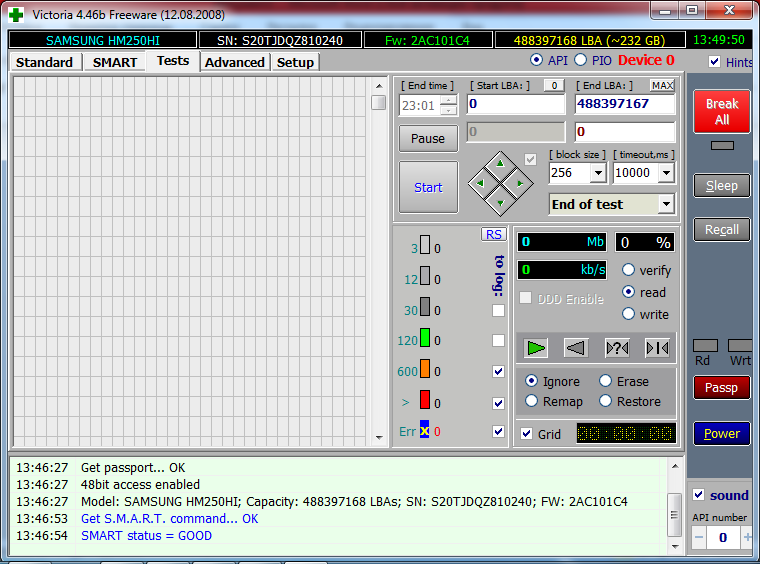 Victoria 4.46b Freeware (12.08.2008)
SAMSUNG HM250HI SN: S20TJDQZ810240 Fw: 2AC101C4 488397168 LBA (~232 GB) 13:49:50
Standard SMART Tests Advanced Setup API PIO Device 0 Hints
[ End time ] [ Start LBA: ] 0 [ End LBA: ] MAX
23:01 0 488397167
Pause 0 0
[ block size ] [ timeout,ms ]
Start 256 10000
End of test
Break All
Sleep
Recall
RS
to log:
3 0
12 0
30 0
120 0
600 0
> 0
Err x 0
0 Mb 0 %
0 kb/s verify
DDD Enable read
write
Ignore Erase
Remap Restore
Grid 00:00:00
Rd Wrt
Passp
Power
13:46:27 Get passport... OK
13:46:27 48bit access enabled
13:46:27 Model: SAMSUNG HM250HI; Capacity: 488397168 LBAs; SN: S20TJDQZ810240; FW: 2AC101C4
13:46:53 Get S.M.A.R.T. command... OK
13:46:54 SMART status = GOOD
sound
API number
0